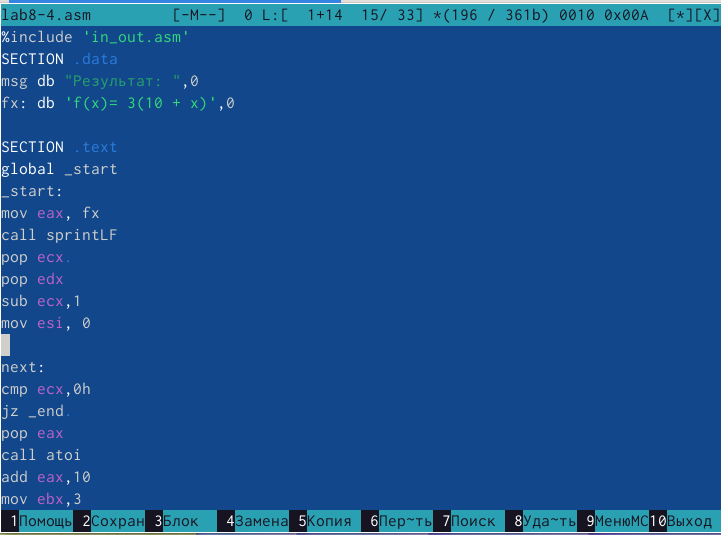 lab8-4.asm [-M--] 0 L:[ 1+14 15/ 33] *(196 / 361b) 0010 0x00A [*][X]
%include 'in_out.asm'
SECTION .data
msg db "Результат: ",0
fx: db 'f(x)= 3(10 + x)',0
SECTION .text
global _start
_start:
mov eax, fx
call sprintLF
pop ecx.
pop edx
sub ecx,1
mov esi, 0
next:
cmp ecx,0h
jz _end.
pop eax
call atoi
add eax,10
mov ebx,3
1Помощь 2Сохран 3Блок 4Замена 5Копия 6Пер~ть 7Поиск 8Уда~ть 9МенюMC 10Выход